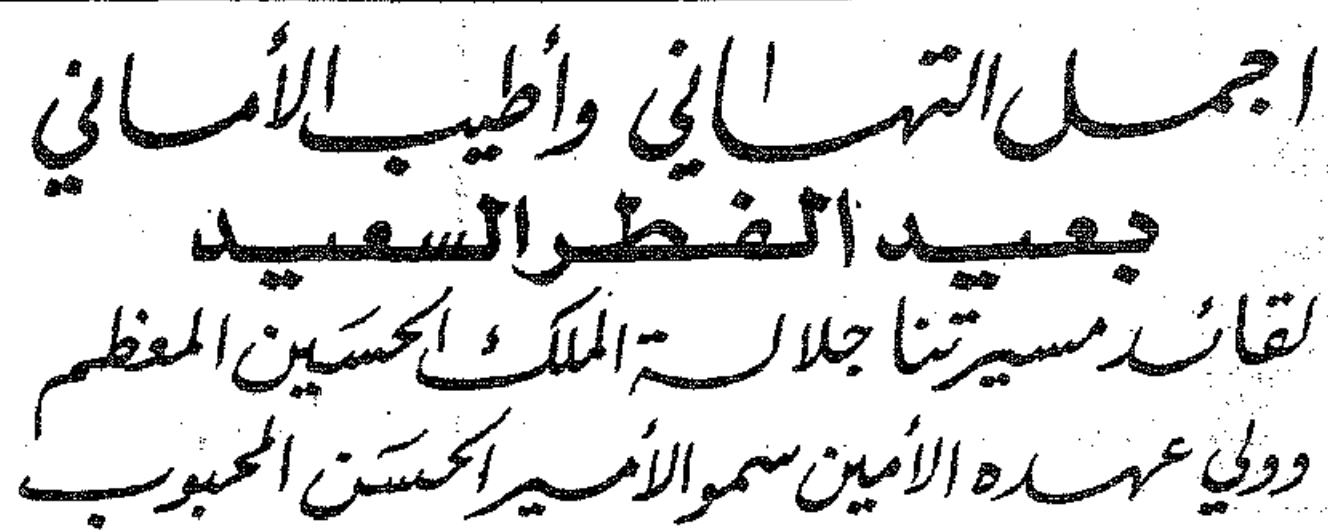 اجمل التهاني وأطيب الأماني
بعيد الفطر السعيد
لقائد مسيرتنا جلالة الملك الحسين المعظم
وولي عهده الأمين سمو الأمير الحسن المحبوب